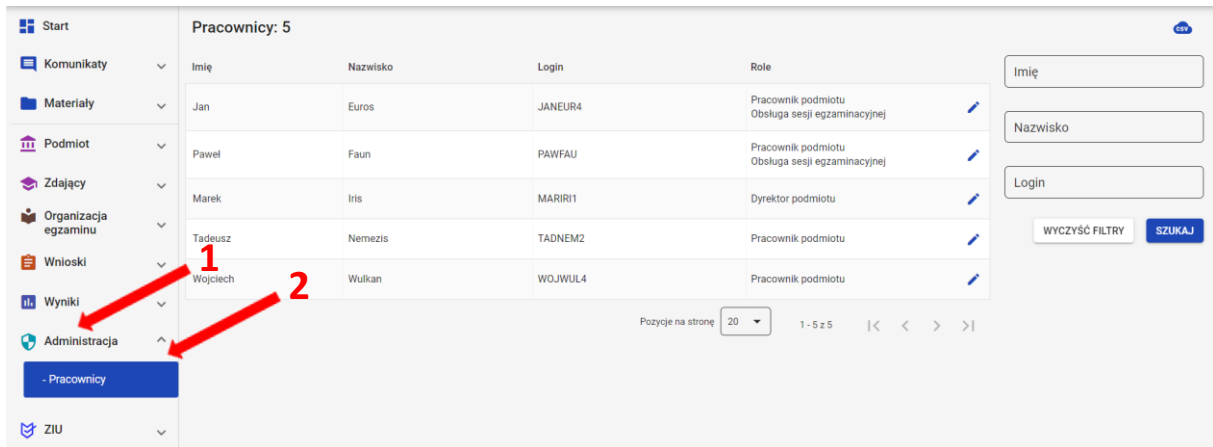 Start
Komunikaty
Materiały
Podmiot
Zdający
Organizacja
egzaminu
Wnioski
Wyniki
Administracja
- Pracownicy
ZIU
1
2
Pracownicy: 5
csv
Imię Nazwisko Login Role
Jan Euros JANEUR4 Pracownik podmiotu
Obsługa sesji egzaminacyjnej
Paweł Faun PAWFAU Pracownik podmiotu
Obsługa sesji egzaminacyjnej
Marek Iris MARIRI1 Dyrektor podmiotu
Tadeusz Nemezis TADNEM2 Pracownik podmiotu
Wojciech Wulkan WOJWUL4 Pracownik podmiotu
Pozycje na stronę 20 1 - 5 z 5
Imię
Nazwisko
Login
WYCZYŚĆ FILTRY SZUKAJ